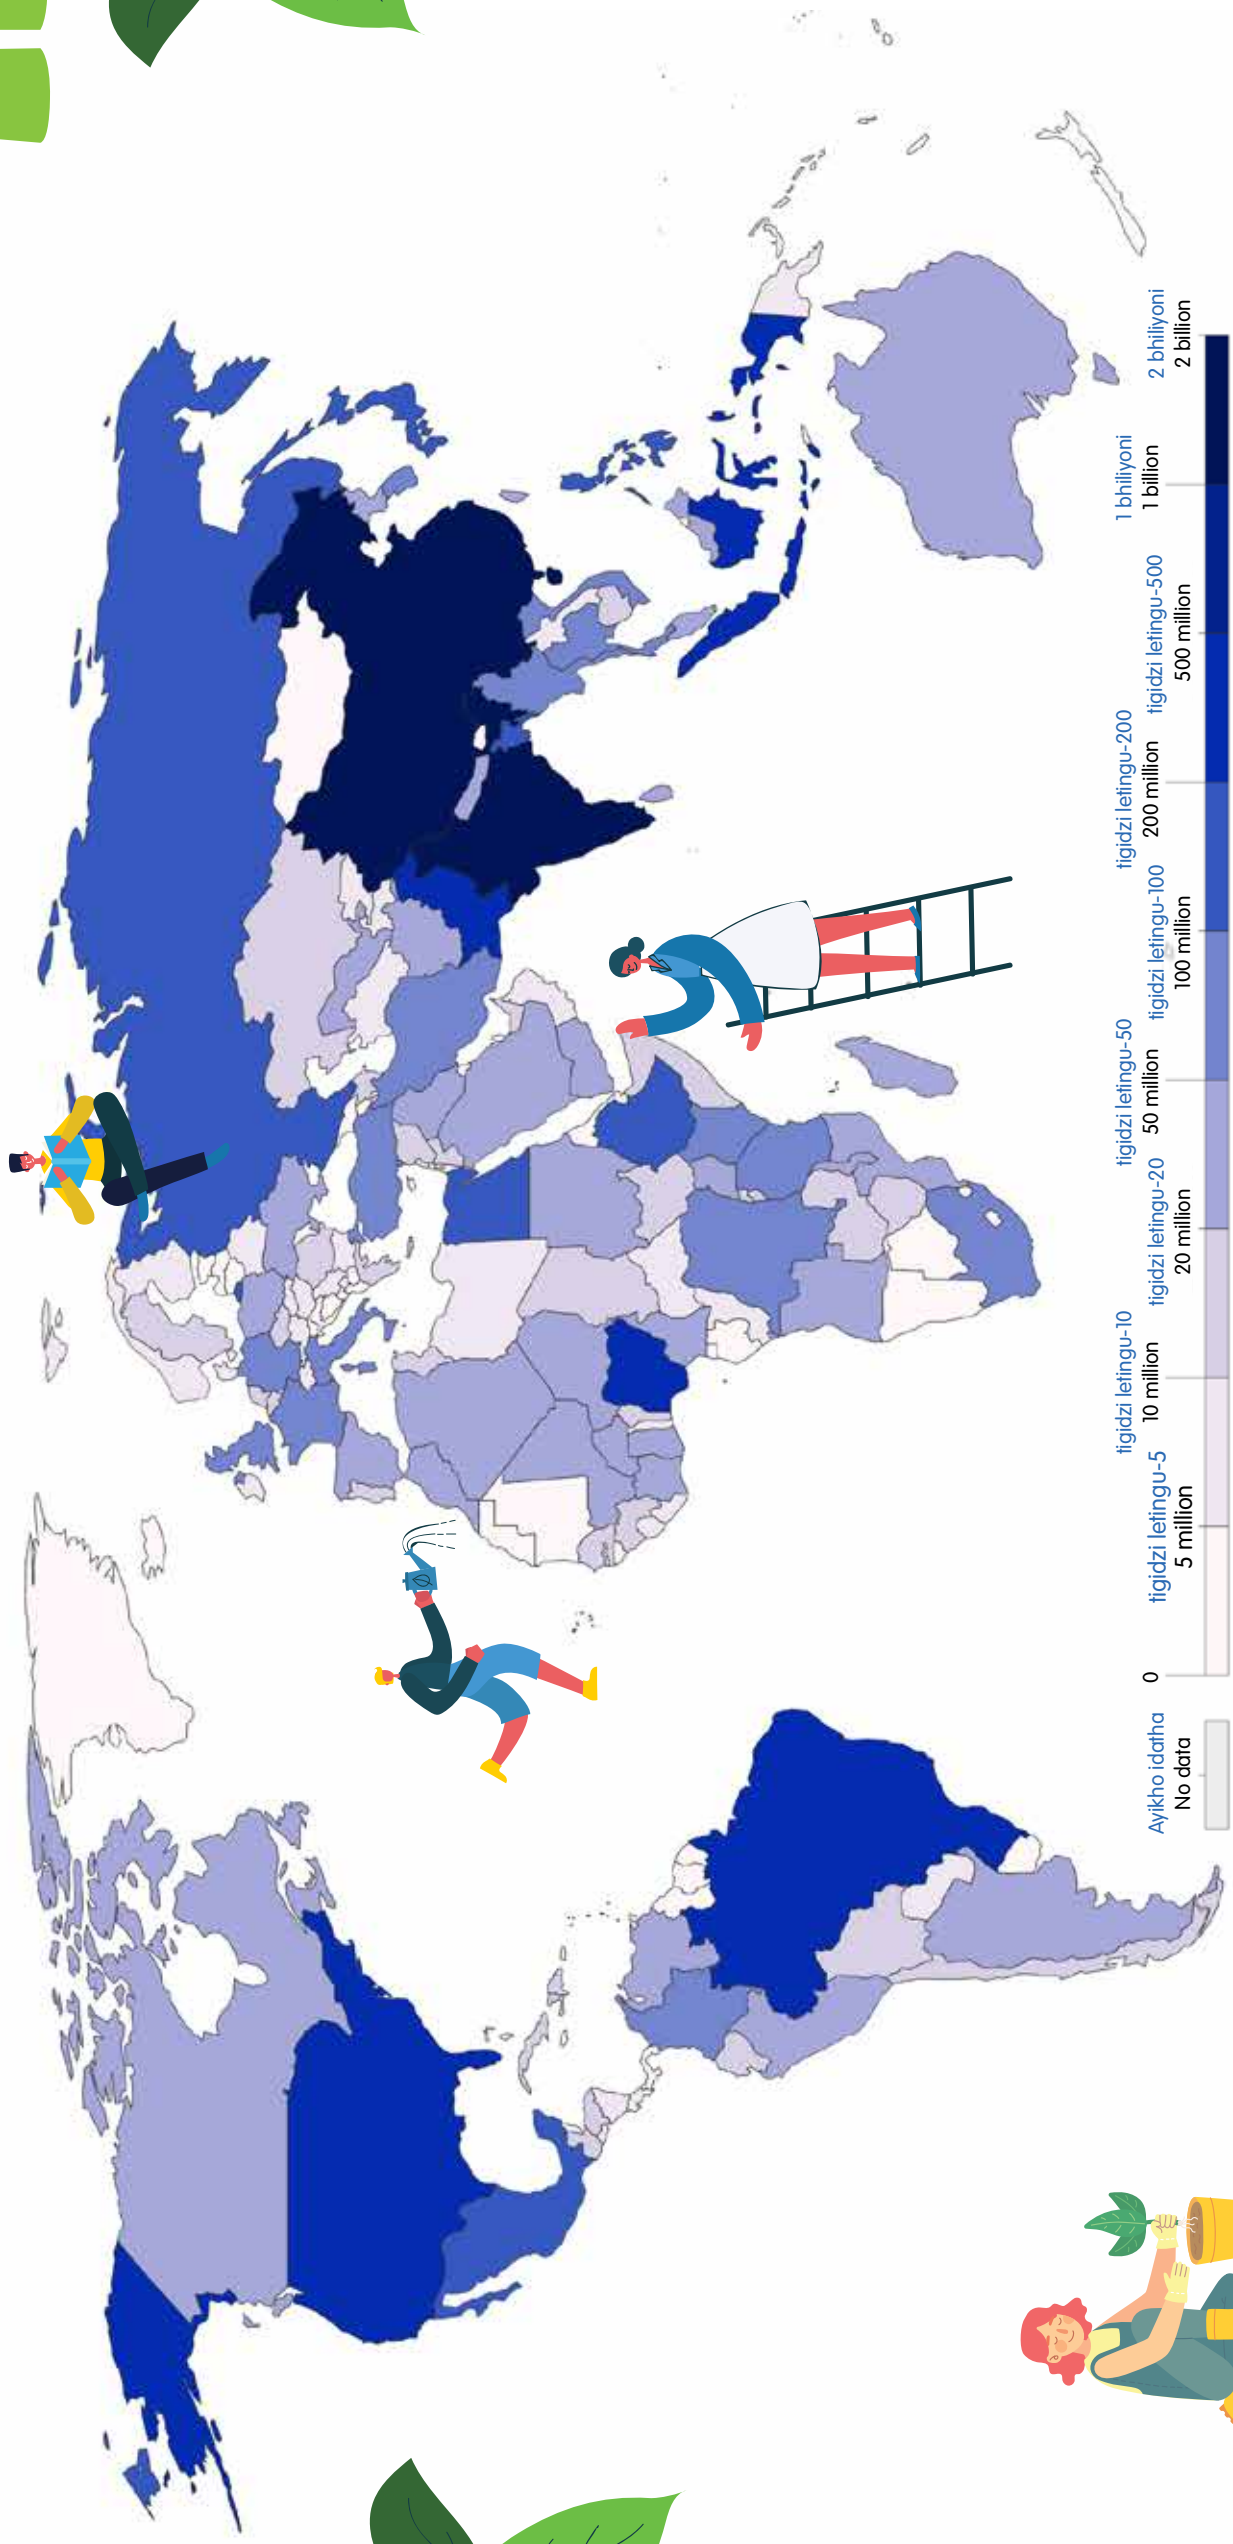 Ayikho idatha
No data
0
tigidzi letingu-5
5 million
tigidzi letingu-10
10 million
tigidzi letingu-20
20 million
tigidzi letingu-50
50 million
tigidzi letingu-100
100 million
tigidzi letingu-200
200 million
tigidzi letingu-500
500 million
1 bhiliyoni
1 billion
2 bhiliyoni
2 billion